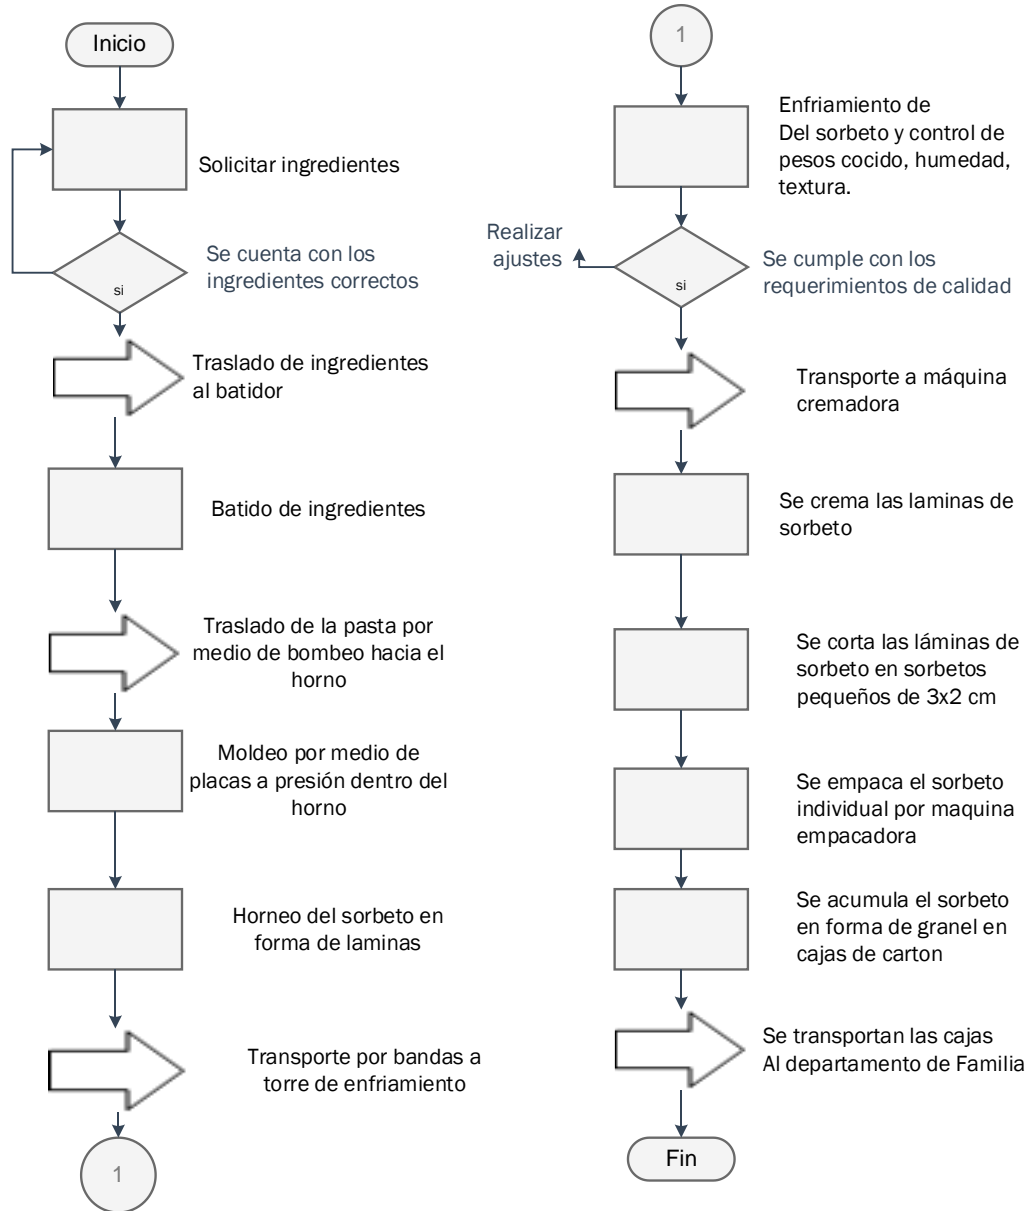 Inicio
Solicitar ingredientes
Se cuenta con los
ingredientes correctos
si
Traslado de ingredientes
al batidor
Batido de ingredientes
Traslado de la pasta por
medio de bombeo hacia el
horno
Moldeo por medio de
placas a presión dentro del
horno
Horneo del sorbeto en
forma de laminas
Transporte por bandas a
torre de enfriamiento
1
1
Enfriamiento de
Del sorbeto y control de
pesos cocido, humedad,
textura.
Realizar
ajustes
Se cumple con los
requerimientos de calidad
si
Transporte a máquina
cremadora
Se crema las laminas de
sorbeto
Se corta las láminas de
sorbeto en sorbetos
pequeños de 3x2 cm
Se empaca el sorbeto
individual por maquina
empacadora
Se acumula el sorbeto
en forma de granel en
cajas de carton
Se transportan las cajas
Al departamento de Familia
Fin